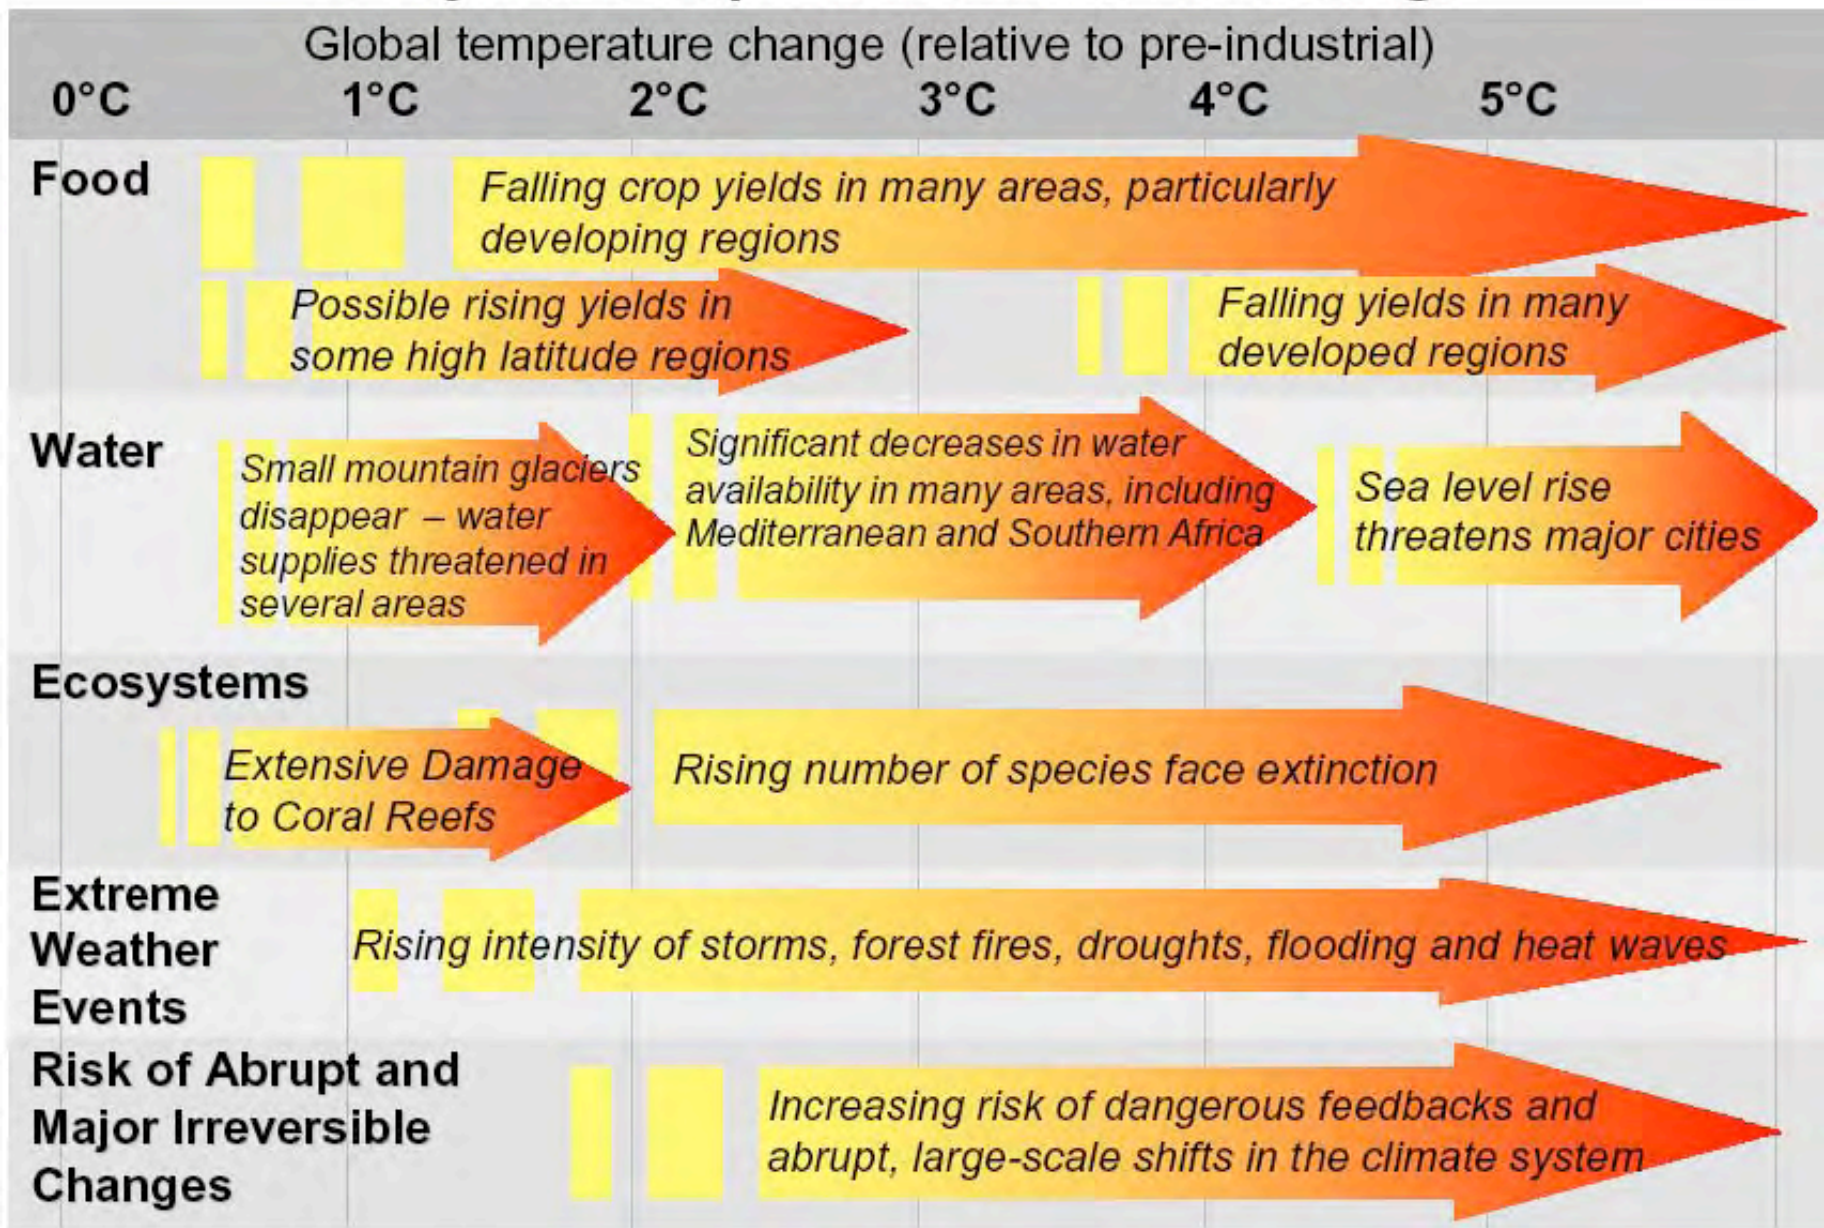 Global temperature change (relative to pre-industrial)
0°C 1°C 2°C 3°C 4°C 5°C
Food
Falling crop yields in many areas, particularly
developing regions
Possible rising yields in
some high latitude regions
Falling yields in many
developed regions
Water
Small mountain glaciers
disappear – water
supplies threatened in
several areas
Significant decreases in water
availability in many areas, including
Mediterranean and Southern Africa
Sea level rise
threatens major cities
Ecosystems
Extensive Damage
to Coral Reefs
Rising number of species face extinction
Extreme
Weather
Events
Rising intensity of storms, forest fires, droughts, flooding and heat waves
Risk of Abrupt and
Major Irreversible
Changes
Increasing risk of dangerous feedbacks and
abrupt, large-scale shifts in the climate system